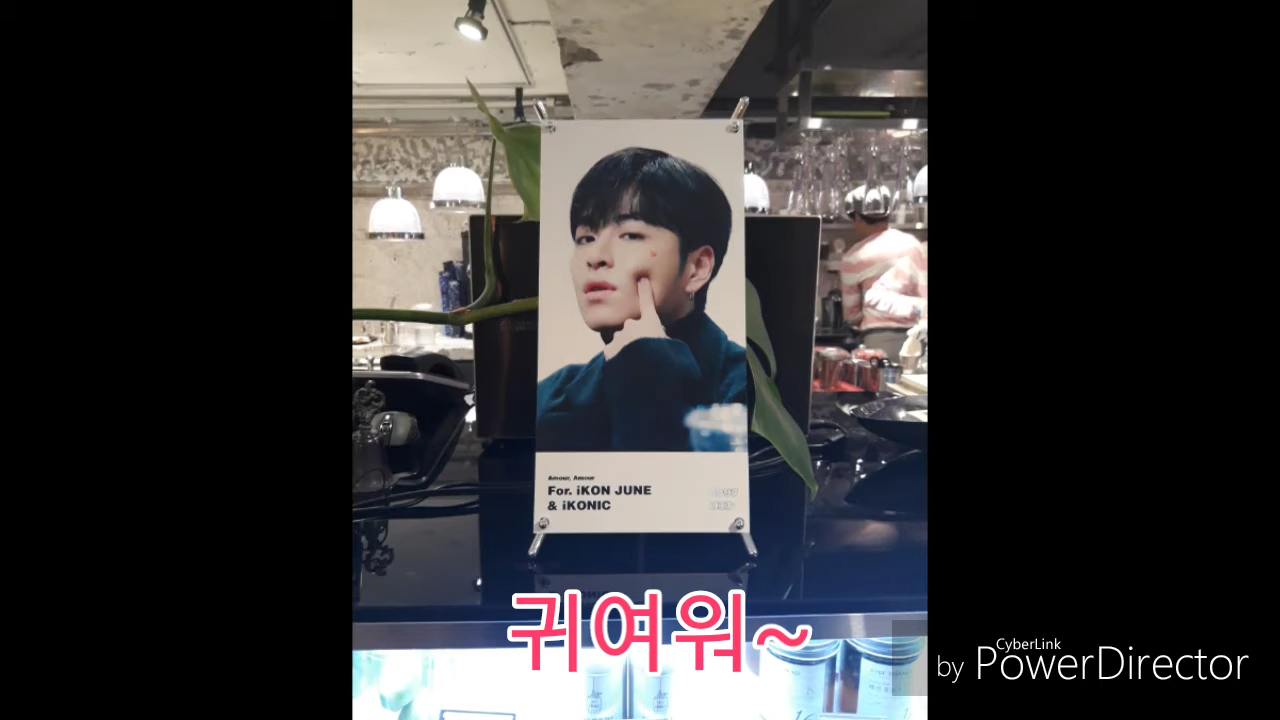 Amour, Amour
For. iKON JUNE
& iKONIC
귀여워~
CyberLink
by PowerDirector